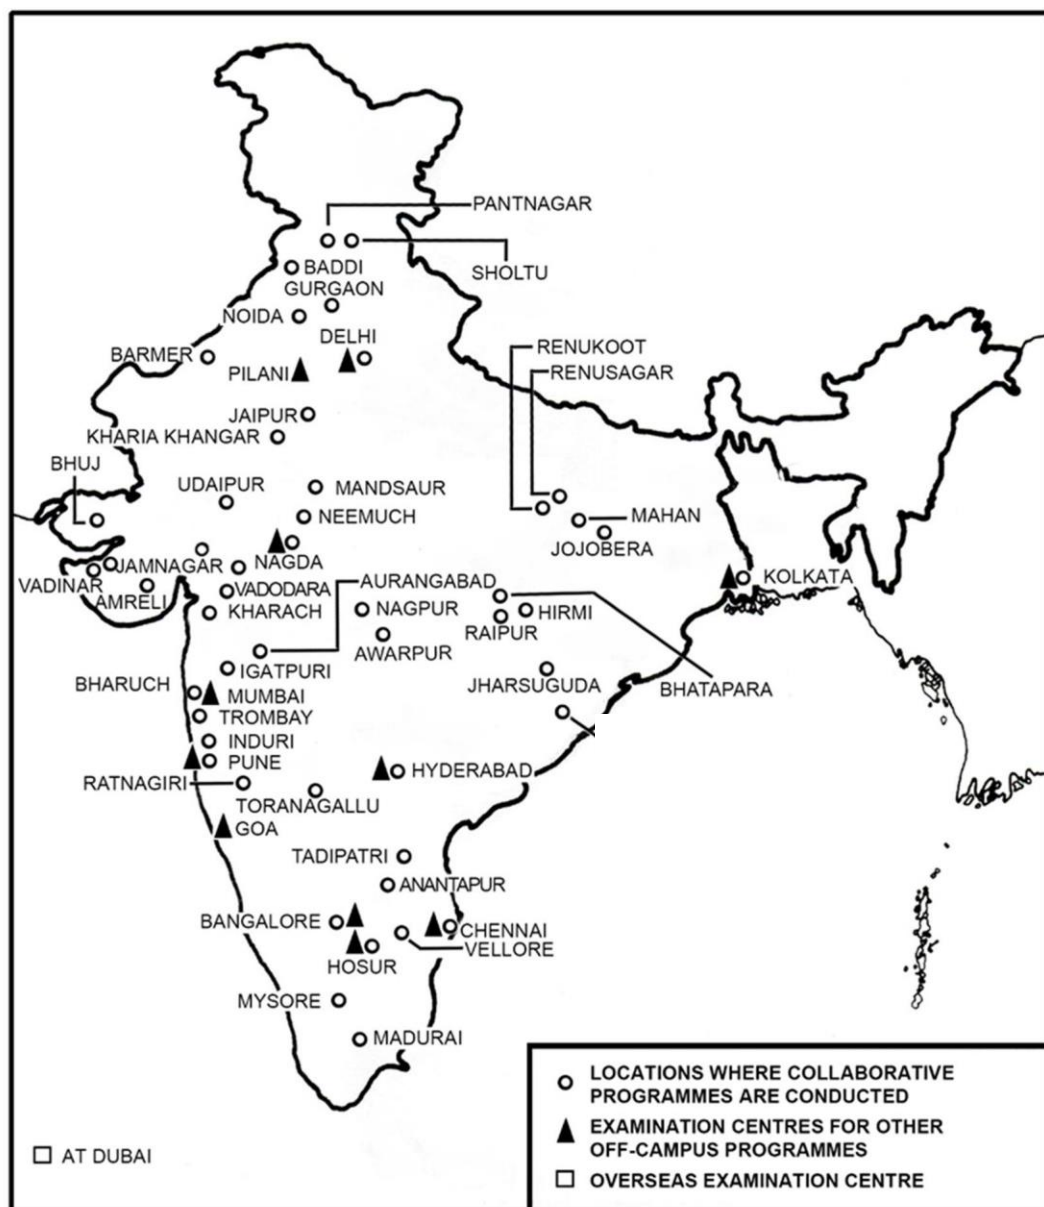 PANTNAGAR
SHOLTU
BADDI
GURGAON
NOIDA
DELHI
BARMER
PILANI
RENUKOOT
RENUSAGAR
JAIPUR
KHARIA KHANGAR
BHUJ
UDAIPUR
MANDSAUR
NEEMUCH
MAHAN
JOJOBERA
JAMNAGAR
NAGDA
VADINAR
AMRELI
VADODARA
AURANGABAD
KOLKATA
KHARACH
NAGPUR
HIRMI
RAIPUR
AWARPUR
IGATPURI
JHARSUGUDA
BHATAPARA
BHARUCH
MUMBAI
TROMBAY
INDURI
PUNE
HYDERABAD
RATNAGIRI
TORANAGALLU
GOA
TADIPATRI
ANANTAPUR
BANGALORE
CHENNAI
VELLORE
HOSUR
MYSORE
MADURAI
LOCATIONS WHERE COLLABORATIVE
PROGRAMMES ARE CONDUCTED
EXAMINATION CENTRES FOR OTHER
OFF-CAMPUS PROGRAMMES
OVERSEAS EXAMINATION CENTRE
AT DUBAI